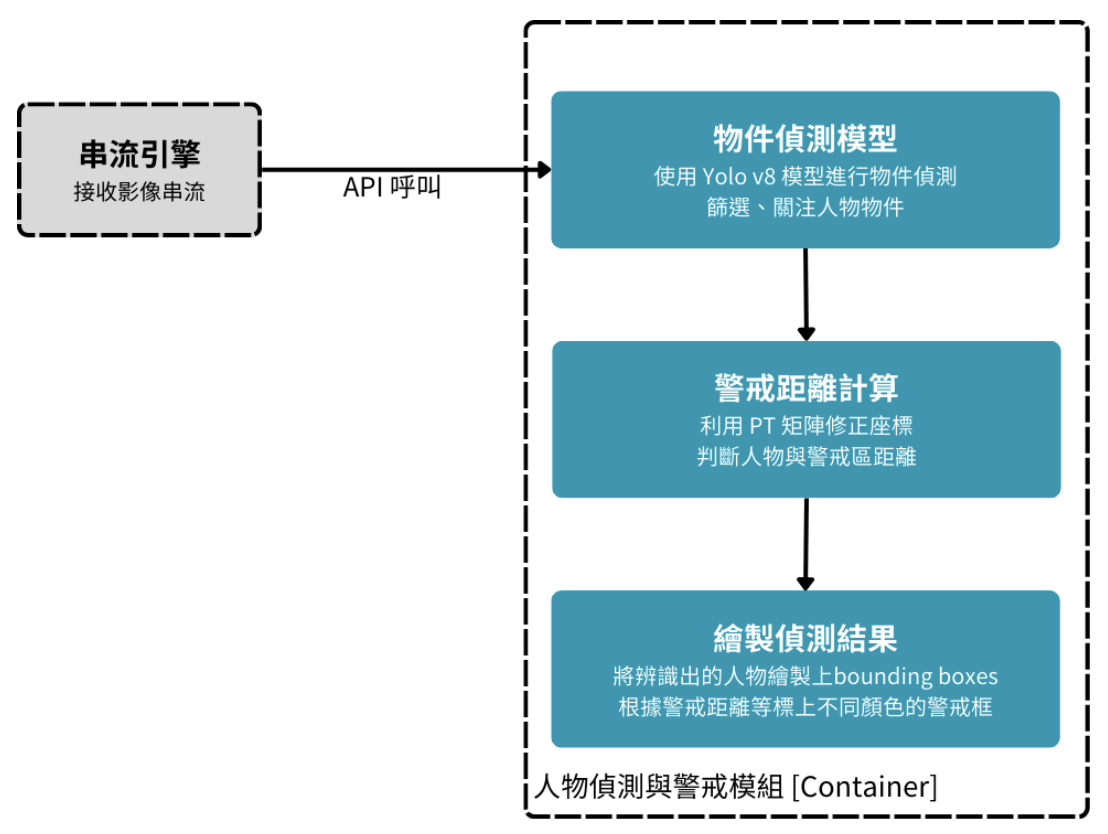 串流引擎
接收影像串流
API 呼叫
物件偵測模型
使用 Yolo v8 模型進行物件偵測
篩選、關注人物物件
警戒距離計算
利用 PT 矩陣修正座標
判斷人物與警戒區距離
繪製偵測結果
將辨識出的人物繪製上bounding boxes
根據警戒距離等標上不同顏色的警戒框
人物偵測與警戒模組 [Container]